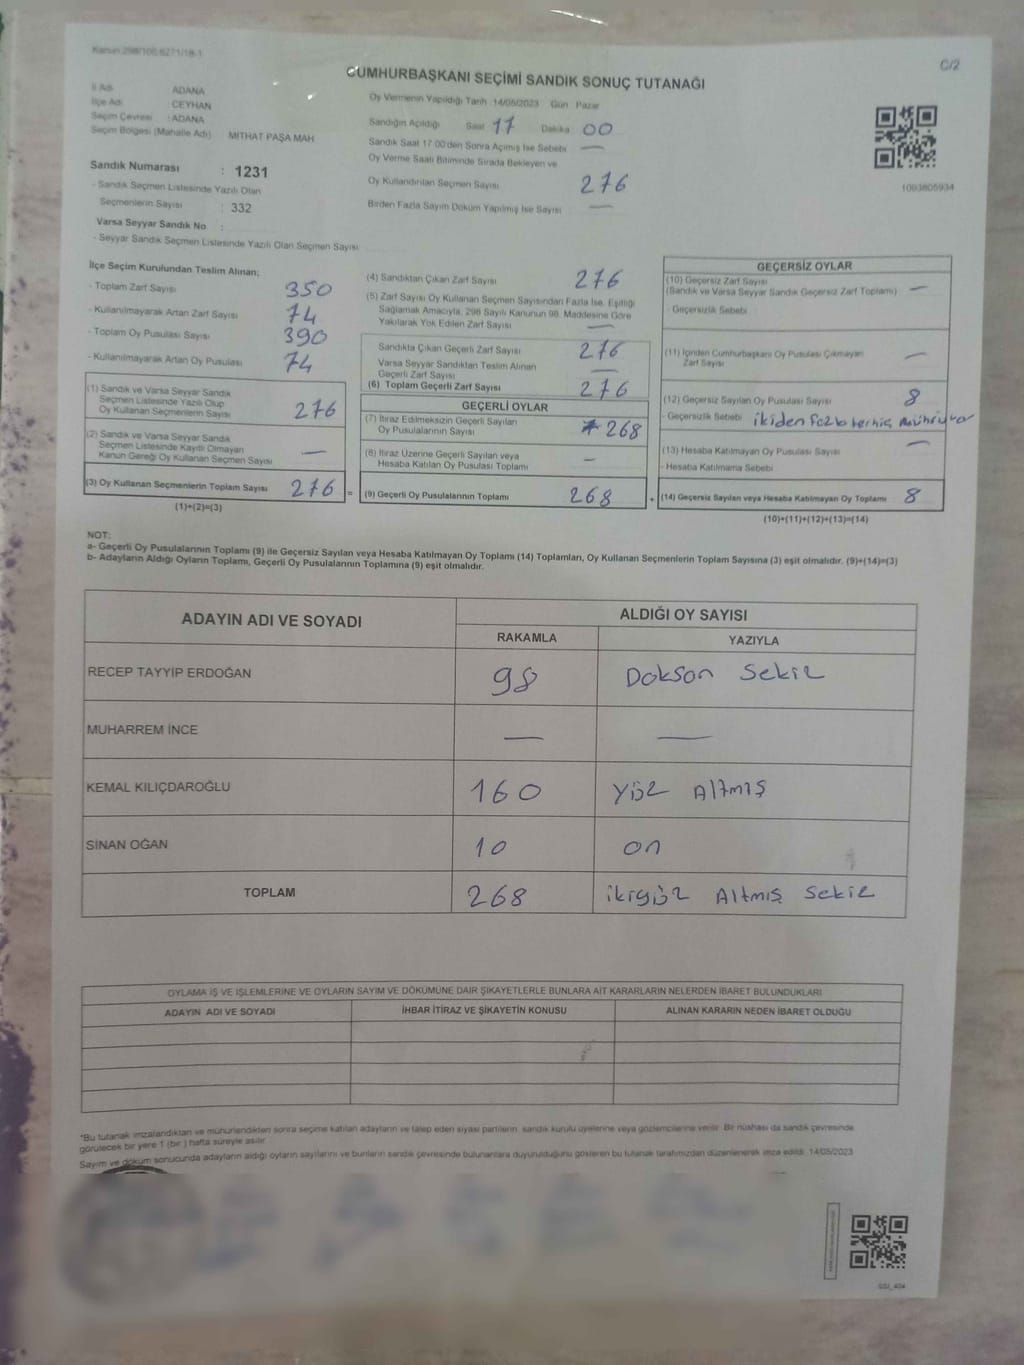 Kanun:298/105,6271/18-1
C/2
CUMHURBAŞKANI SEÇİMİ SANDIK SONUÇ TUTANAĞI
İl Adı : ADANA
İlçe Adı : CEYHAN
Seçim Çevresi : ADANA
Seçim Bölgesi (Mahalle Adı) MİTHAT PAŞA MAH
Sandık Numarası : 1231
- Sandık Seçmen Listesinde Yazılı Olan
Seçmenlerin Sayısı : 332
Varsa Seyyar Sandık No :
- Seyyar Sandık Seçmen Listesinde Yazılı Olan Seçmen Sayısı
Oy Vermenin Yapıldığı Tarih :14/05/2023 Gün Pazar
Sandığın Açıldığı Saat 17 Dakika 00
Sandık Saat 17:00'den Sonra Açılmış İse Sebebi —
Oy Verme Saati Bitiminde Sırada Bekleyen ve
Oy Kullandırılan Seçmen Sayısı 276
Birden Fazla Sayım Döküm Yapılmış İse Sayısı —
1003805934
İlçe Seçim Kurulundan Teslim Alınan;
- Toplam Zarf Sayısı 350
- Kullanılmayarak Artan Zarf Sayısı 74
- Toplam Oy Pusulası Sayısı 390
- Kullanılmayarak Artan Oy Pusulası 74
(1) Sandık ve Varsa Seyyar Sandık
Seçmen Listesinde Yazılı Olup
Oy Kullanan Seçmenlerin Sayısı 276
(2) Sandık ve Varsa Seyyar Sandık
Seçmen Listesinde Kayıtlı Olmayan
Kanun Gereği Oy Kullanan Seçmen Sayısı —
(3) Oy Kullanan Seçmenlerin Toplam Sayısı 276 =
(1)+(2)=(3)
(4) Sandıktan Çıkan Zarf Sayısı 276
(5) Zarf Sayısı Oy Kullanan Seçmen Sayısından Fazla İse, Eşitliği
Sağlamak Amacıyla, 298 Sayılı Kanunun 98. Maddesine Göre
Yakılarak Yok Edilen Zarf Sayısı —
Sandıkta Çıkan Geçerli Zarf Sayısı 276
Varsa Seyyar Sandıktan Teslim Alınan
Geçerli Zarf Sayısı —
(6) Toplam Geçerli Zarf Sayısı 276
GEÇERLİ OYLAR
(7) İtiraz Edilmeksizin Geçerli Sayılan
Oy Pusulalarının Sayısı 268
(8) İtiraz Üzerine Geçerli Sayılan veya
Hesaba Katılan Oy Pusulası Toplamı —
(9) Geçerli Oy Pusulalarının Toplamı 268 +
GEÇERSİZ OYLAR
(10) Geçersiz Zarf Sayısı
(Sandık ve Varsa Seyyar Sandık Geçersiz Zarf Toplamı) —
- Geçersizlik Sebebi
(11) İçinden Cumhurbaşkanı Oy Pusulası Çıkmayan
Zarf Sayısı —
(12) Geçersiz Sayılan Oy Pusulası Sayısı 8
- Geçersizlik Sebebi ikiden fazla terhiş
(13) Hesaba Katılmayan Oy Pusulası Sayısı —
- Hesaba Katılmama Sebebi
(14) Geçersiz Sayılan veya Hesaba Katılmayan Oy Toplamı 8
(10)+(11)+(12)+(13)=(14)
NOT:
a- Geçerli Oy Pusulalarının Toplamı (9) ile Geçersiz Sayılan veya Hesaba Katılmayan Oy Toplamı (14) Toplamları, Oy Kullanan Seçmenlerin Toplam Sayısına (3) eşit olmalıdır. (9)+(14)=(3)
b- Adayların Aldığı Oyların Toplamı, Geçerli Oy Pusulalarının Toplamına (9) eşit olmalıdır.
ADAYIN ADI VE SOYADI ALDIĞI OY SAYISI
RAKAMLA YAZIYLA
RECEP TAYYİP ERDOĞAN 98 Dokson Sekiz
MUHARREM İNCE — —
KEMAL KILIÇDAROĞLU 160 Yüz Altmış
SİNAN OĞAN 10 on
TOPLAM 268 ikiyüz Altmış Sekiz
OYLAMA İŞ VE İŞLEMLERİNE VE OYLARIN SAYIM VE DÖKÜMÜNE DAİR ŞİKAYETLERLE BUNLARA AİT KARARLARIN NELERDEN İBARET BULUNDUKLARI
ADAYIN ADI VE SOYADI İHBAR İTİRAZ VE ŞİKAYETİN KONUSU ALINAN KARARIN NEDEN İBARET OLDUĞU
*Bu tutanak imzalandıktan ve mühürlendikten sonra seçime katılan adayların ve talep eden siyasi partilerin sandık kurulu üyelerine veya gözlemcilerine verilir. Bir nüshası da sandık çevresinde
görülecek bir yere 1 (bir ) hafta süreyle asılır.
Sayım ve döküm sonucunda adayların aldığı oyların sayılarını ve bunların sandık çevresinde bulunanlara duyurulduğunu gösteren bu tutanak tarafımızdan düzenlenerek imza edildi. 14/05/2023